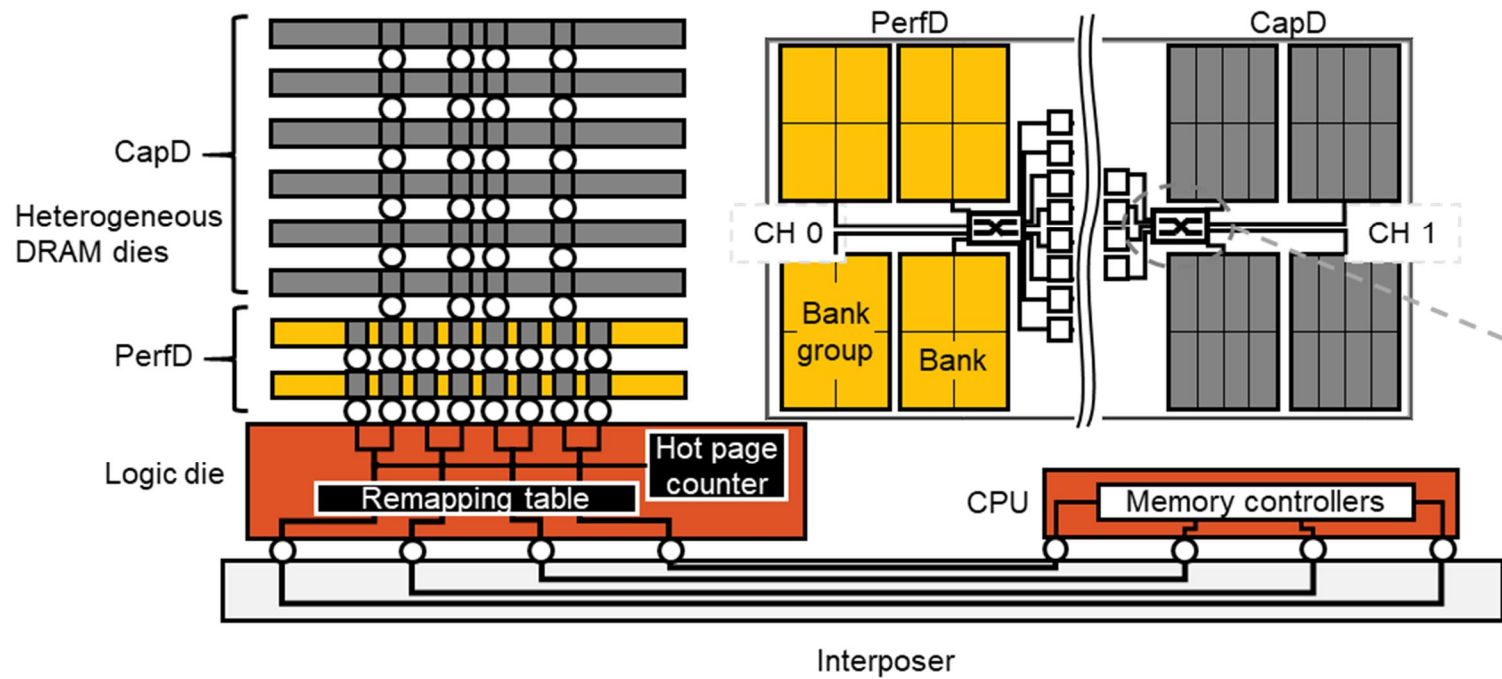 PerfD
CapD
CapD
Heterogeneous
DRAM dies
CH 0
CH 1
PerfD
Bank
group
Bank
Logic die
Hot page
counter
Remapping table
CPU
Memory controllers
Interposer